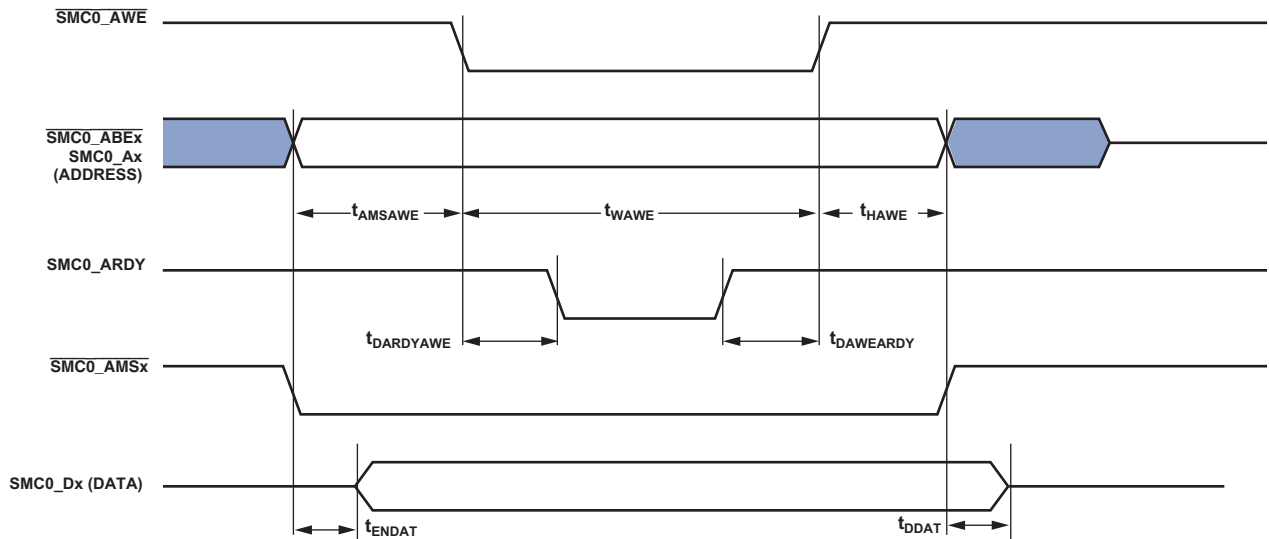 SMC0_AWE
SMC0_ABEx
SMC0_Ax
(ADDRESS)
tAMSAWE
tWAWE
tHAWE
SMC0_ARDY
tDARDYAWE
tDAWEARDY
SMC0_AMSx
SMC0_Dx (DATA)
tENDAT
tDDAT